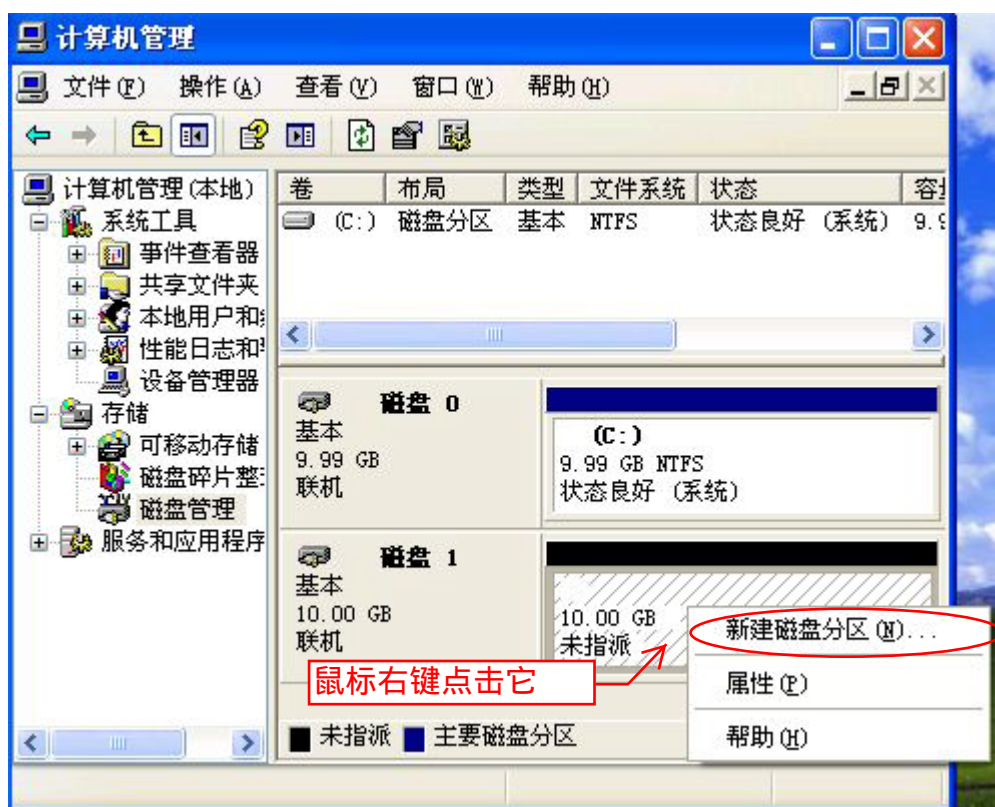 计算机管理
文件(F) 操作(A) 查看(V) 窗口(W) 帮助(H)
计算机管理(本地)
系统工具
事件查看器
共享文件夹
本地用户和
性能日志和
设备管理器
存储
可移动存储
磁盘碎片整
磁盘管理
服务和应用程序
卷 布局 类型 文件系统 状态
(C:) 磁盘分区 基本 NTFS 状态良好 (系统) 9.9
磁盘 0
基本
9.99 GB
联机
(C:)
9.99 GB NTFS
状态良好 (系统)
磁盘 1
基本
10.00 GB
联机
10.00 GB
未指派
鼠标右键点击它
新建磁盘分区(N)...
属性(P)
帮助(H)
未指派 主要磁盘分区